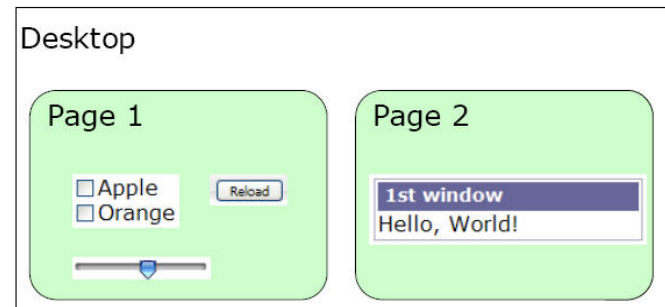 Desktop
Page 1
Apple
Orange
Reload
Page 2
1st window
Hello, World!